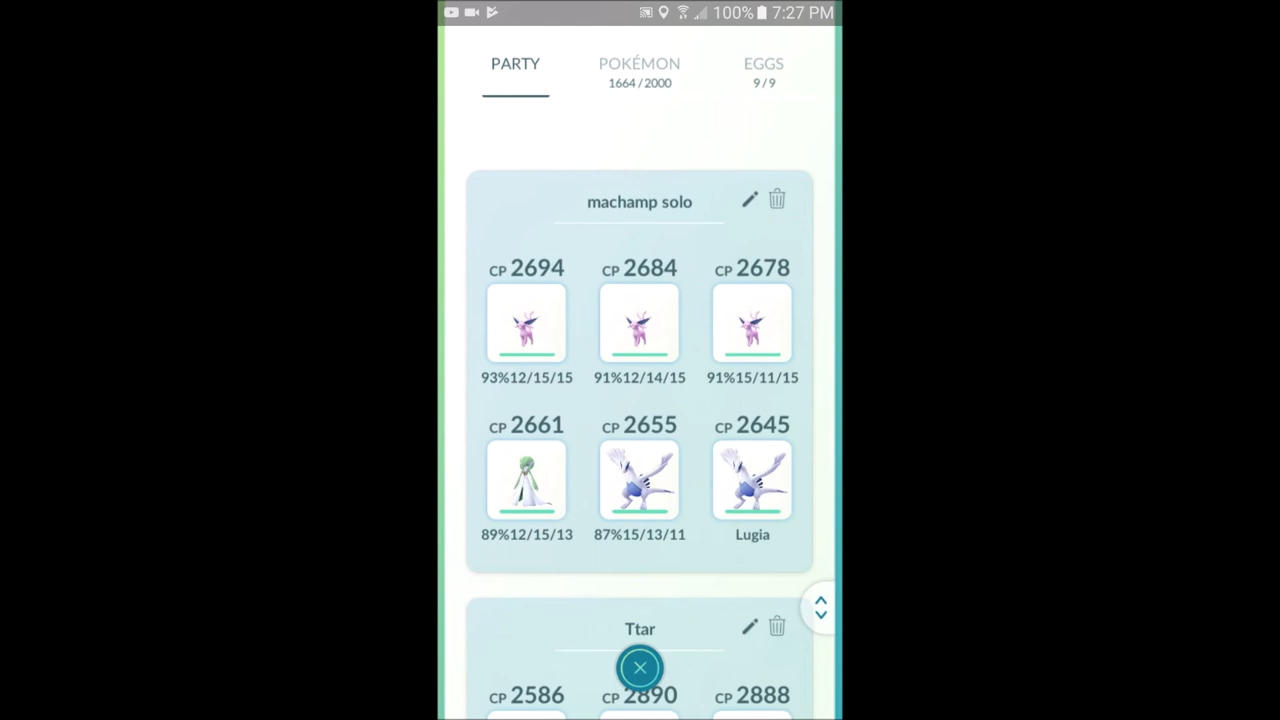 100% 7:27 PM
PARTY POKÉMON EGGS
1664 / 2000 9 / 9
machamp solo
CP 2694 CP 2684 CP 2678
93%12/15/15 91%12/14/15 91%15/11/15
CP 2661 CP 2655 CP 2645
89%12/15/13 87%15/13/11 Lugia
Ttar
CP 2586 CP 2890 CP 2888